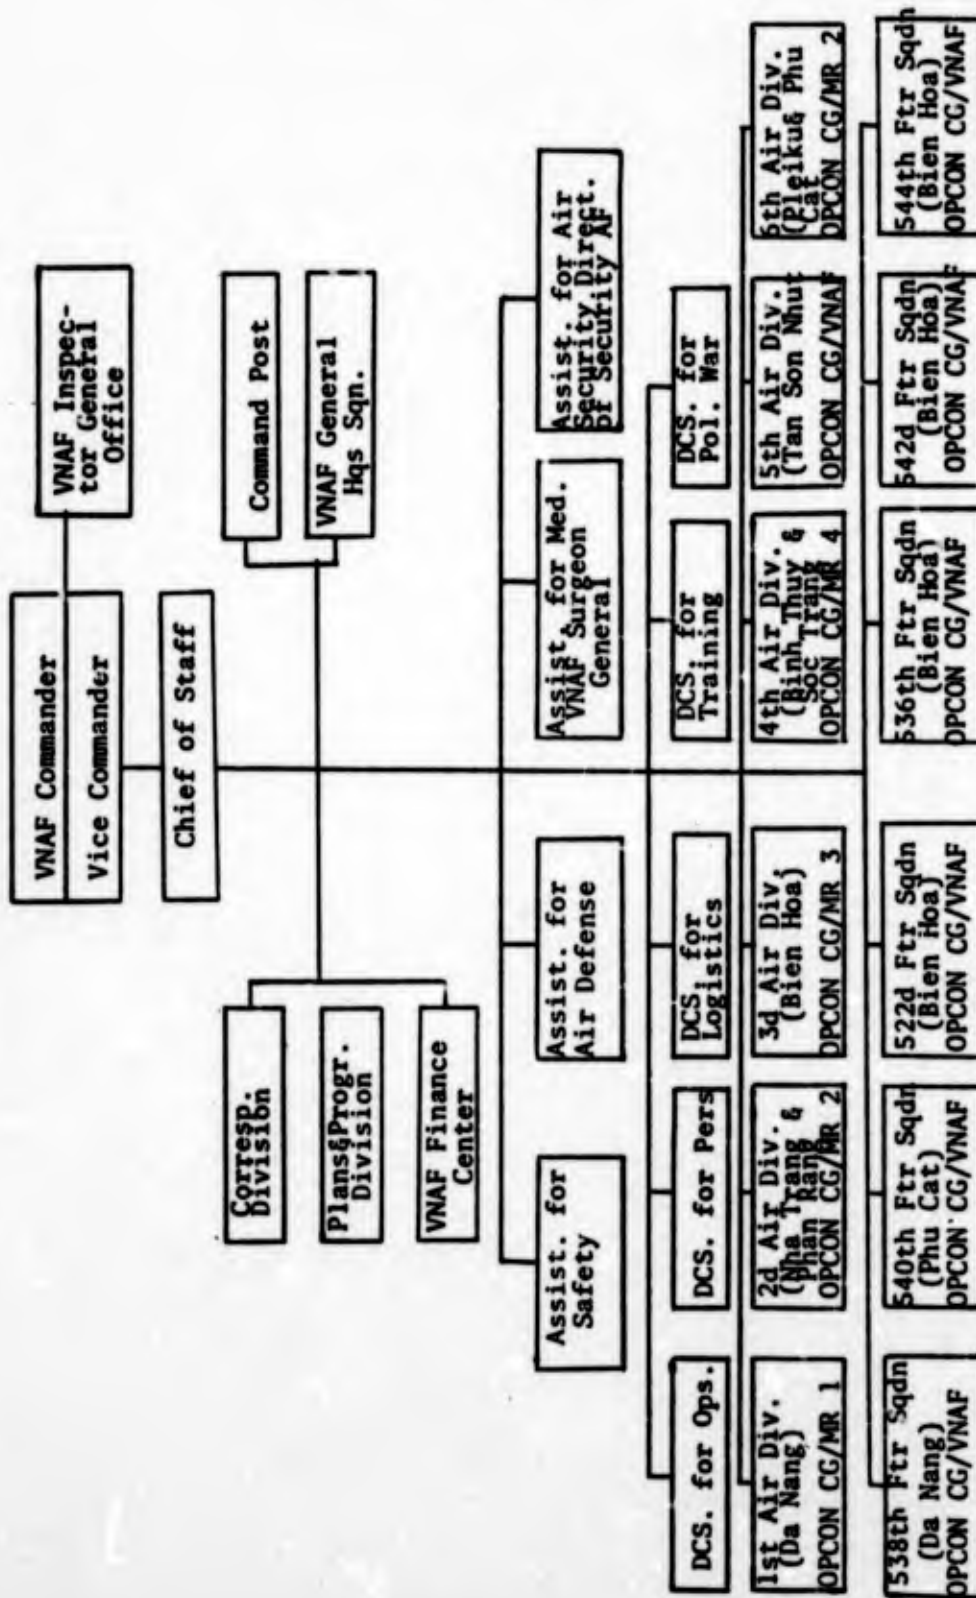 VNAF Commander
Vice Commander
VNAF Inspec-
tor General
Office
Chief of Staff
Corresp.
Division
Plans&Progr.
Division
VNAF Finance
Center
Command Post
VNAF General
Hqs Sqn.
Assist. for
Safety
Assist. for
Air Defense
Assist. for Med.
VNAF Surgeon
General
Assist. for Air
Security Direct.
of Security AF
DCS. for Ops.
DCS. for Pers
DCS. for
Logistics
DCS. for
Training
DCS. for
Pol. War
1st Air Div.
(Da Nang)
OPCON CG/MR 1
2d Air Div.
(Nha Trang &
Phan Rang
OPCON CG/MR 2
3d Air Div.
(Bien Hoa)
OPCON CG/MR 3
4th Air Div.
(Binh Thuy &
Soc Trang
OPCON CG/MR 4
5th Air Div.
(Tan Son Nhut
OPCON CG/VNAF
6th Air Div.
(Pleiku& Phu
Cat
OPCON CG/MR 2
538th Ftr Sqdn
(Da Nang)
OPCON CG/VNAF
540th Ftr Sqdn
(Phu Cat)
OPCON CG/VNAF
522d Ftr Sqdn
(Bien Hoa)
OPCON CG/VNAF
536th Ftr Sqdn
(Bien Hoa)
OPCON CG/VNAF
542d Ftr Sqdn
(Bien Hoa)
OPCON CG/VNAF
544th Ftr Sqdn
(Bien Hoa)
OPCON CG/VNAF